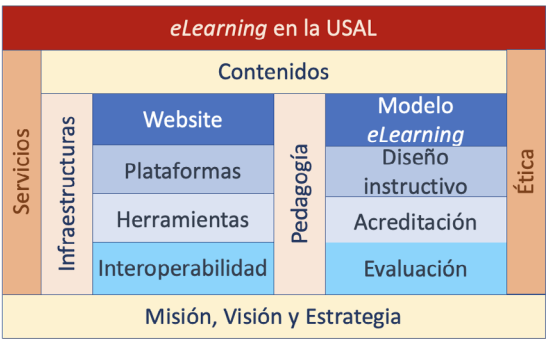 eLearning en la USAL
Servicios
Contenidos
Ética
Infraestructuras
Website
Plataformas
Herramientas
Interoperabilidad
Pedagogía
Modelo
eLearning
Diseño
instructivo
Acreditación
Evaluación
Misión, Visión y Estrategia